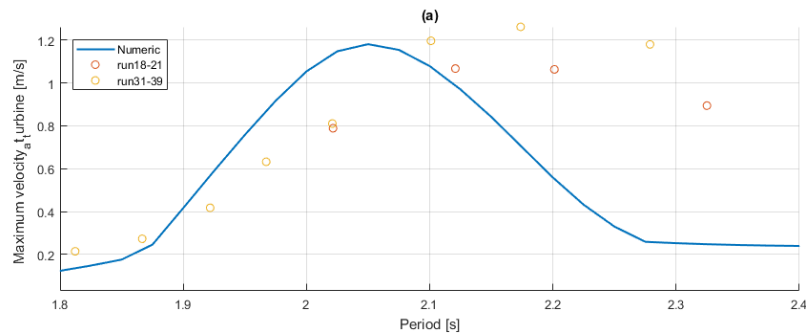 (a)
Maximum velocity_at_turbine [m/s]
1.2
1
0.8
0.6
0.4
0.2
Numeric
run18-21
run31-39
1.8
1.9
2
2.1
2.2
2.3
2.4
Period [s]